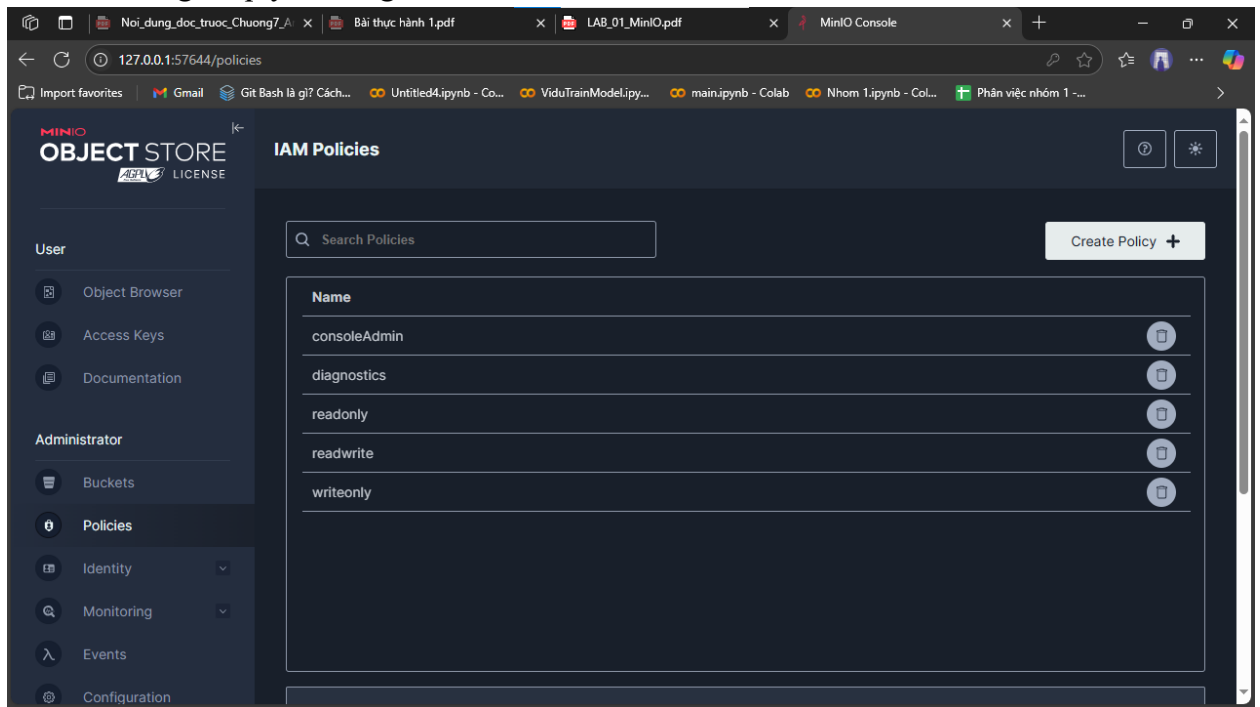 Noi_dung_doc_truoc_Chuong7_A
Bài thực hành 1.pdf
LAB_01_MinIO.pdf
MinIO Console
127.0.0.1:57644/policies
Import favorites
Gmail
Git Bash là gì? Cách...
Untitled4.ipynb - Co...
ViduTrainModel.ipy...
main.ipynb - Colab
Nhom 1.ipynb - Col...
Phân việc nhóm 1 -...
MINIO
OBJECT STORE
AGPLv3 LICENSE
IAM Policies
User
Object Browser
Access Keys
Documentation
Administrator
Buckets
Policies
Identity
Monitoring
Events
Configuration
Search Policies
Create Policy +
Name
consoleAdmin
diagnostics
readonly
readwrite
writeonly